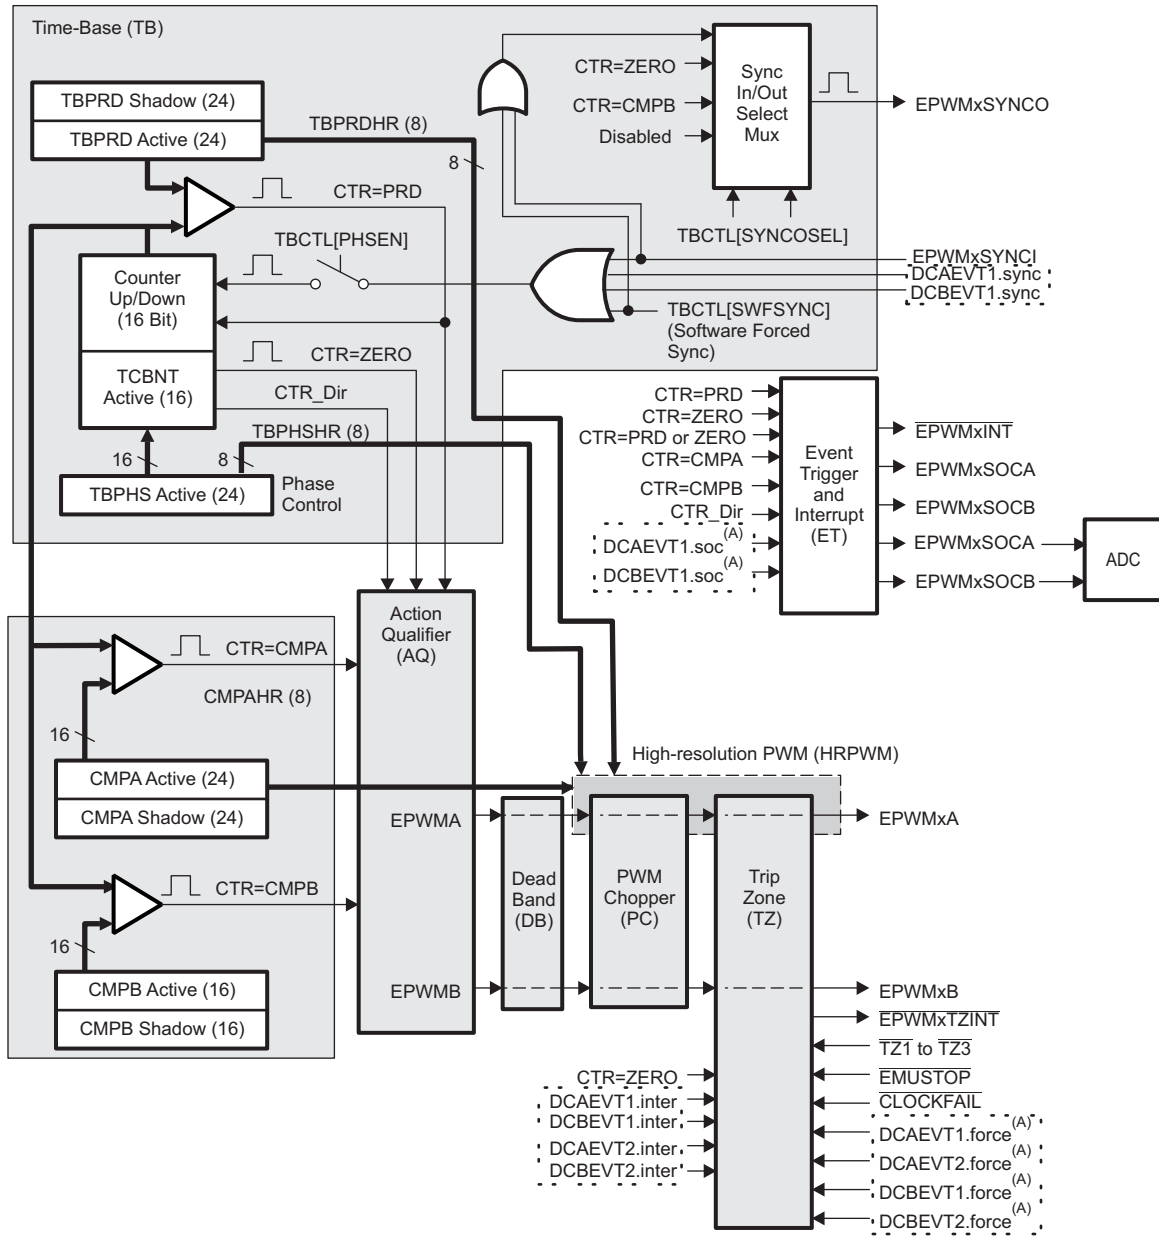 Time-Base (TB)
TBPRD Shadow (24)
TBPRD Active (24)
TBPRDHR (8)
8
CTR=PRD
CTR=ZERO
CTR=CMPB
Disabled
Sync
In/Out
Select
Mux
EPWMxSYNCO
TBCTL[SYNCOSEL]
TBCTL[PHSEN]
Counter
Up/Down
(16 Bit)
TCBNT
Active (16)
CTR=ZERO
CTR_Dir
TBPHSHR (8)
16
8
TBPHS Active (24)
Phase
Control
EPWMxSYNCI
DCAEVT1.sync
DCBEVT1.sync
TBCTL[SWFSYNC]
(Software Forced
Sync)
CTR=PRD
CTR=ZERO
CTR=PRD or ZERO
CTR=CMPA
CTR=CMPB
CTR_Dir
DCAEVT1.soc(A)
DCBEVT1.soc(A)
Event
Trigger
and
Interrupt
(ET)
EPWMxINT
EPWMxSOCA
EPWMxSOCB
EPWMxSOCA
EPWMxSOCB
ADC
Action
Qualifier
(AQ)
CTR=CMPA
CMPAHR (8)
16
CMPA Active (24)
CMPA Shadow (24)
CTR=CMPB
16
CMPB Active (16)
CMPB Shadow (16)
EPWMA
EPWMB
High-resolution PWM (HRPWM)
Dead
Band
(DB)
PWM
Chopper
(PC)
Trip
Zone
(TZ)
EPWMxA
EPWMxB
EPWMxTZINT
TZ1 to TZ3
EMUSTOP
CLOCKFAIL
DCAEVT1.force(A)
DCAEVT2.force(A)
DCBEVT1.force(A)
DCBEVT2.force(A)
CTR=ZERO
DCAEVT1.inter
DCBEVT1.inter
DCAEVT2.inter
DCBEVT2.inter